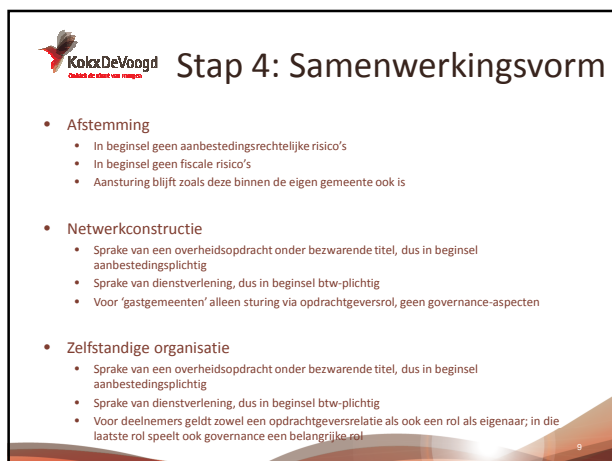 KokxDeVoogd
Stap 4: Samenwerkingsvorm
• Afstemming
• In beginsel geen aanbestedingsrechtelijke risico's
• In beginsel geen fiscale risico's
• Aansturing blijft zoals deze binnen de eigen gemeente ook is
• Netwerkconstructie
• Sprake van een overheidsopdracht onder bezwarende titel, dus in beginsel
aanbestedingsplichtig
• Sprake van dienstverlening, dus in beginsel btw-plichtig
• Voor 'gastgemeenten' alleen sturing via opdrachtgeversrol, geen governance-aspecten
• Zelfstandige organisatie
• Sprake van een overheidsopdracht onder bezwarende titel, dus in beginsel
aanbestedingsplichtig
• Sprake van dienstverlening, dus in beginsel btw-plichtig
• Voor deelnemers geldt zowel een opdrachtgeversrelatie als ook een rol als eigenaar; in die
laatste rol speelt ook governance een belangrijke rol
9